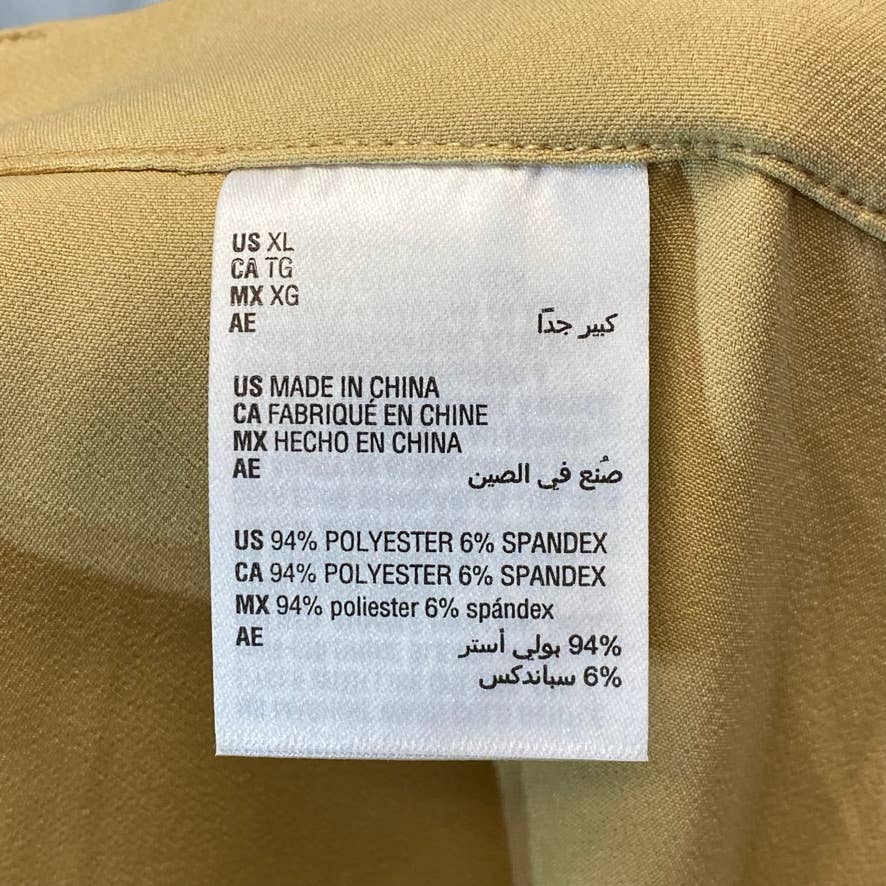 US XL
CA TG
MX XG
AE كبير جدًا
US MADE IN CHINA
CA FABRIQUÉ EN CHINE
MX HECHO EN CHINA
AE صُنع في الصين
US 94% POLYESTER 6% SPANDEX
CA 94% POLYESTER 6% SPANDEX
MX 94% poliester 6% spándex
AE 94% بولي أستر
6% سباندكس